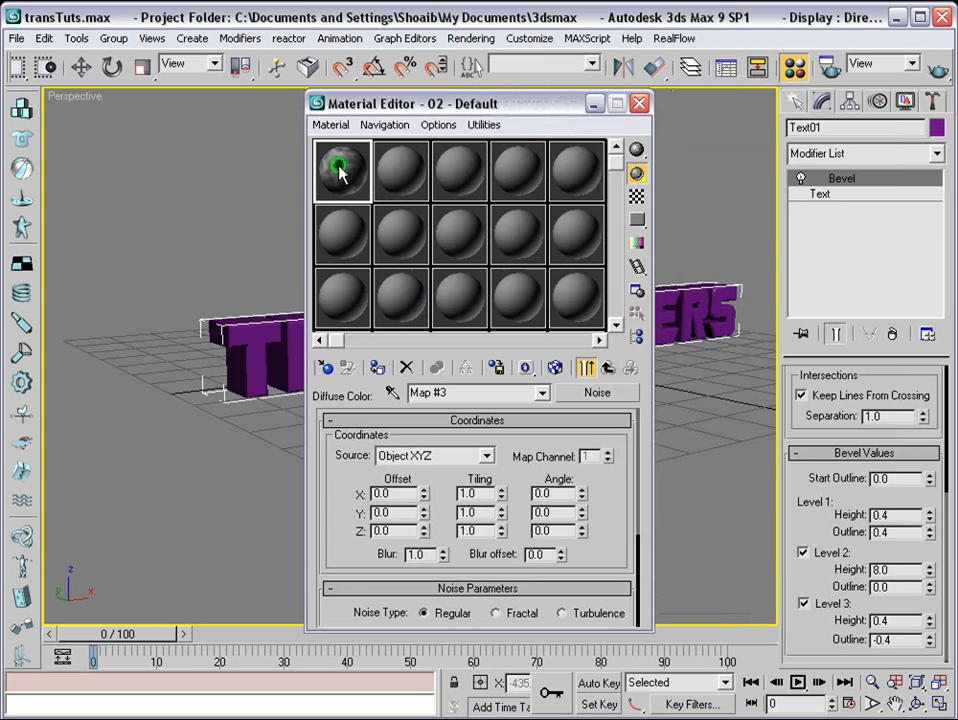 transTuts.max - Project Folder: C:\Documents and Settings\Shoaib\My Documents\3dsmax - Autodesk 3ds Max 9 SP1 - Display : Dire...
File Edit Tools Group Views Create Modifiers reactor Animation Graph Editors Rendering Customize MAXScript Help RealFlow
View View
Perspective
Material Editor - 02 - Default
Material Navigation Options Utilities
Text01
Modifier List
Bevel
Text
ERS
Diffuse Color: Map #3 Noise
Coordinates
Coordinates
Source: Object XYZ Map Channel: 1
Offset Tiling Angle:
X: 0.0 1.0 0.0
Y: 0.0 1.0 0.0
Z: 0.0 1.0 0.0
Blur: 1.0 Blur offset: 0.0
Noise Parameters
Noise Type: Regular Fractal Turbulence
Intersections
Keep Lines From Crossing
Separation: 1.0
Bevel Values
Start Outline: 0.0
Level 1:
Height: 0.4
Outline: 0.4
Level 2:
Height: 8.0
Outline: 0.0
Level 3:
Height: 0.4
Outline: -0.4
z
y x
0 / 100
0 10 20 30 40 50 60 70 80 90 100
X: -435. Auto Key Selected
Add Time Ta Set Key Key Filters... 0